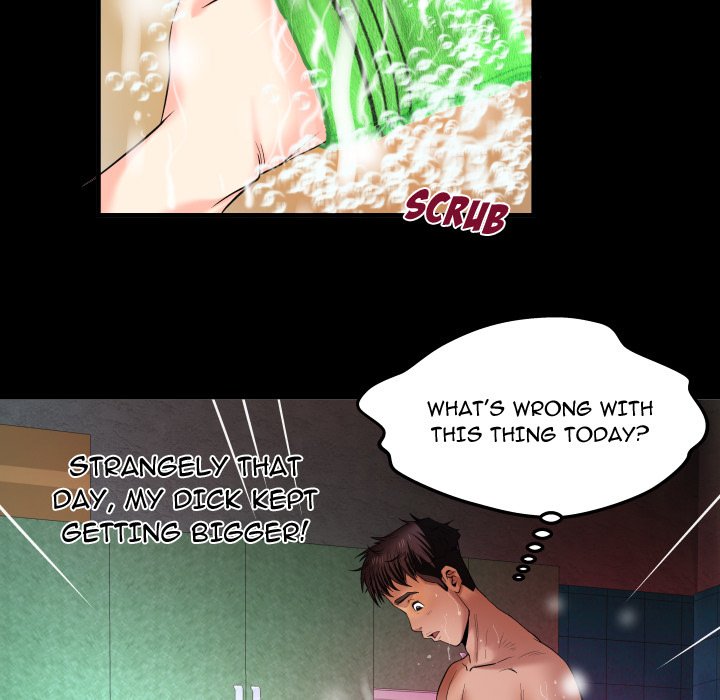 SCRUB
WHAT'S WRONG WITH
THIS THING TODAY?
STRANGELY THAT
DAY, MY DICK KEPT
GETTING BIGGER!